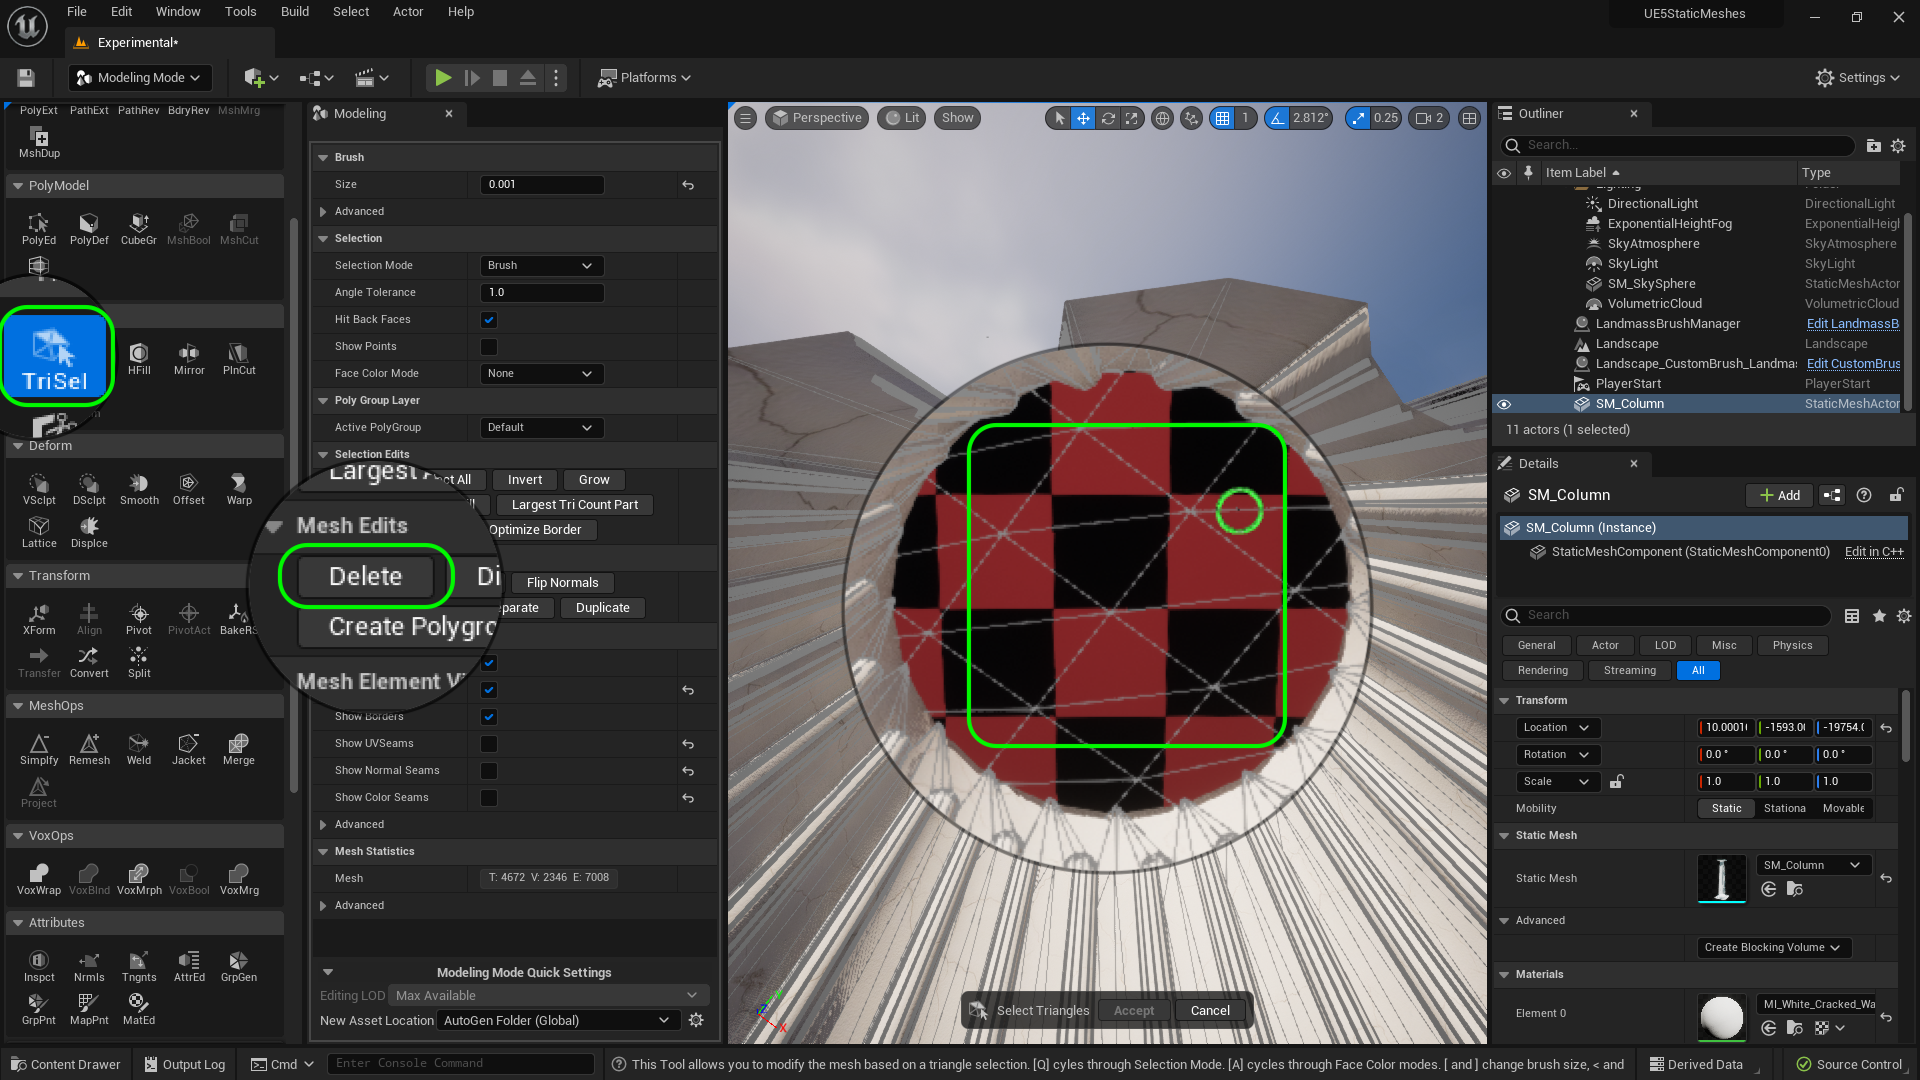 File Edit Window Tools Build Select Actor Help
UE5StaticMeshes
Experimental*
Modeling Mode
Platforms
Settings
PolyExt PathExt PathRev BdryRev MshMrg
MshDup
PolyModel
PolyEd PolyDef CubeGr MshBool MshCut
TriSel
HFill Mirror PlnCut
Deform
VSclpt DSclpt Smooth Offset Warp
Lattice Displce
Transform
XForm Align Pivot PivotAct BakeRS
Transfer Convert Split
MeshOps
Simplfy Remesh Weld Jacket Merge
Project
VoxOps
VoxWrap VoxBlnd VoxMrph VoxBool VoxMrg
Attributes
Inspct Nrmls Tngnts AttrEd GrpGen
GrpPnt MapPnt MatEd
Modeling
Brush
Size 0.001
Advanced
Selection
Selection Mode Brush
Angle Tolerance 1.0
Hit Back Faces
Show Points
Face Color Mode None
Poly Group Layer
Active PolyGroup Default
Selection Edits
Largest
ct All Invert Grow
Largest Tri Count Part
Optimize Border
Mesh Edits
Delete Di
Flip Normals
parate Duplicate
Create Polygro
Mesh Element Vi
Show Borders
Show UVSeams
Show Normal Seams
Show Color Seams
Advanced
Mesh Statistics
Mesh T: 4672 V: 2346 E: 7008
Advanced
Modeling Mode Quick Settings
Editing LOD Max Available
New Asset Location AutoGen Folder (Global)
Perspective Lit Show
1 2.812° 0.25 2
Z Y X
Select Triangles Accept Cancel
Outliner
Search...
Item Label Type
Lighting Folder
DirectionalLight DirectionalLight
ExponentialHeightFog ExponentialHeigl
SkyAtmosphere SkyAtmosphere
SkyLight SkyLight
SM_SkySphere StaticMeshActor
VolumetricCloud VolumetricCloud
LandmassBrushManager Edit LandmassB
Landscape Landscape
Landscape_CustomBrush_Landmas Edit CustomBrus
PlayerStart PlayerStart
SM_Column StaticMeshActor
11 actors (1 selected)
Details
SM_Column
Add
SM_Column (Instance)
StaticMeshComponent (StaticMeshComponent0) Edit in C++
Search
General Actor LOD Misc Physics
Rendering Streaming All
Transform
Location 10.0001 -1593.0 -19754.
Rotation 0.0 ° 0.0 ° 0.0 °
Scale 1.0 1.0 1.0
Mobility Static Stationa Movable
Static Mesh
SM_Column
Static Mesh
Advanced
Create Blocking Volume
Materials
MI_White_Cracked_Wa
Element 0
Content Drawer Output Log Cmd Enter Console Command
This Tool allows you to modify the mesh based on a triangle selection. [Q] cyles through Selection Mode. [A] cycles through Face Color modes. [ and ] change brush size, < and
Derived Data Source Control